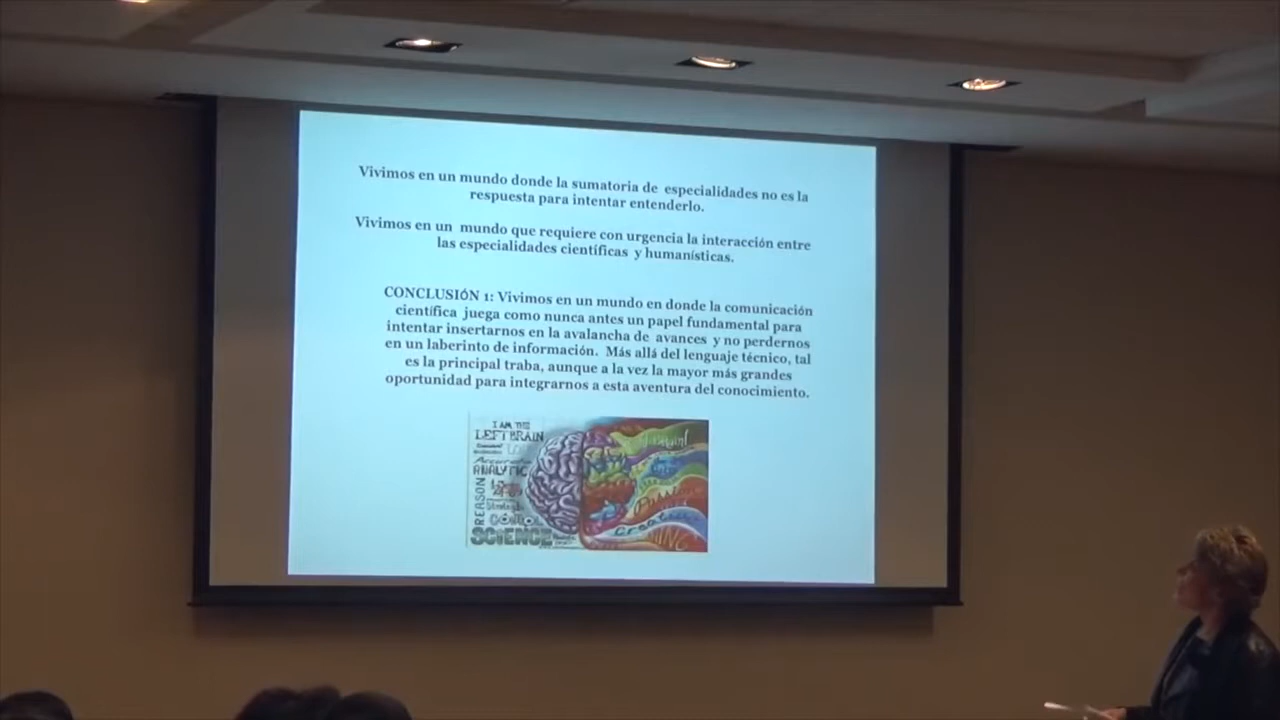 Vivimos en un mundo donde la sumatoria de especialidades no es la
respuesta para intentar entenderlo.
Vivimos en un mundo que requiere con urgencia la interacción entre
las especialidades científicas y humanísticas.
CONCLUSIÓN 1: Vivimos en un mundo en donde la comunicación
científica juega como nunca antes un papel fundamental para
intentar insertarnos en la avalancha de avances y no perdernos
en un laberinto de información. Más allá del lenguaje técnico, tal
es la principal traba, aunque a la vez la mayor más grandes
oportunidad para integrarnos a esta aventura del conocimiento.
I AM THE
LEFT BRAIN
ANALYTIC
REASON
CONTROL
SCIENCE
Passion
Creative